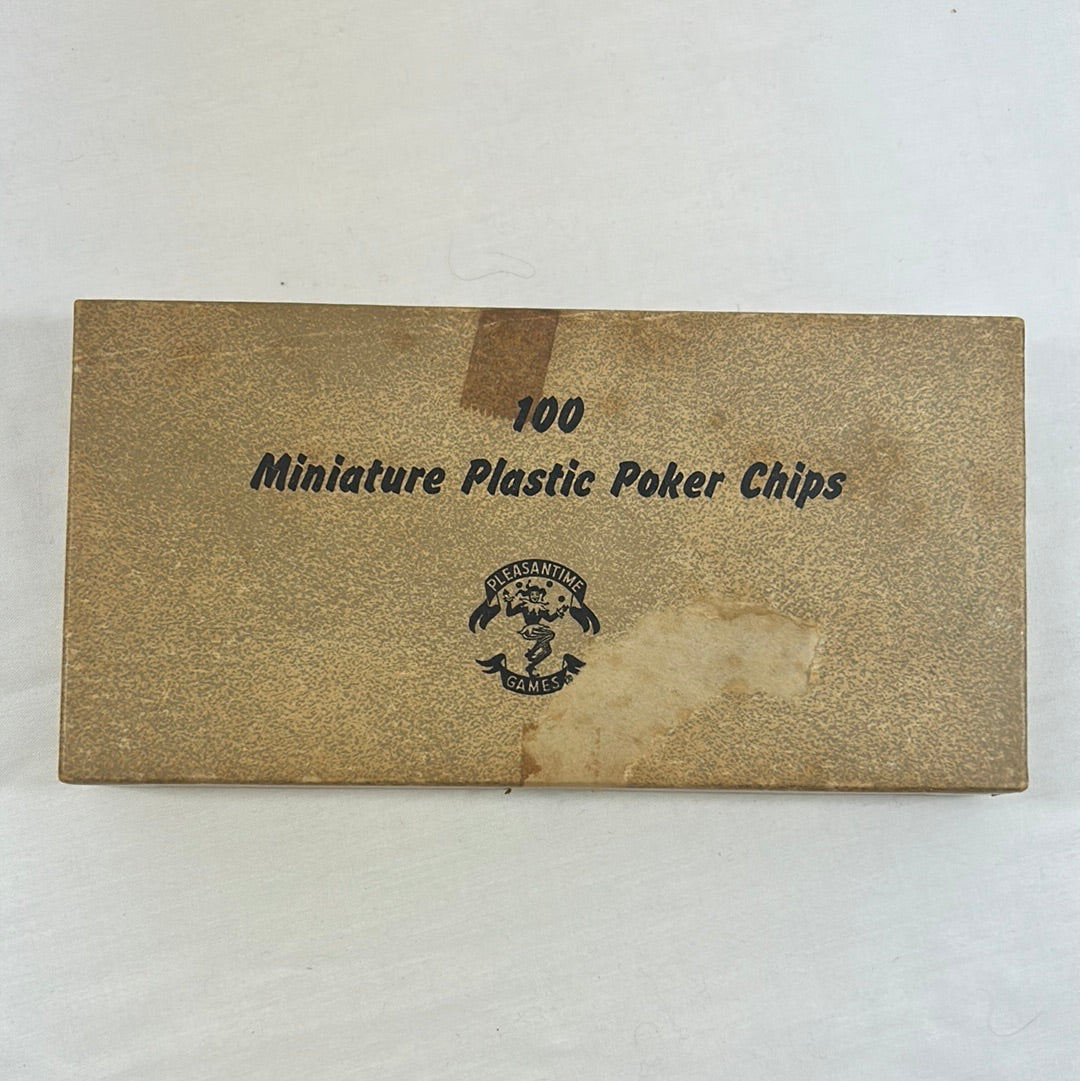 100
Miniature Plastic Poker Chips
PLEASANTIME
GAMES